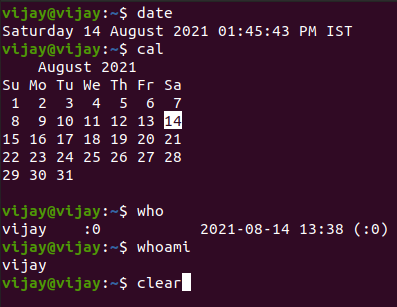 vijay@vijay:~$ date
Saturday 14 August 2021 01:45:43 PM IST
vijay@vijay:~$ cal
    August 2021
Su Mo Tu We Th Fr Sa
 1  2  3  4  5  6  7
 8  9 10 11 12 13 14
15 16 17 18 19 20 21
22 23 24 25 26 27 28
29 30 31
vijay@vijay:~$ who
vijay    :0           2021-08-14 13:38 (:0)
vijay@vijay:~$ whoami
vijay
vijay@vijay:~$ clear